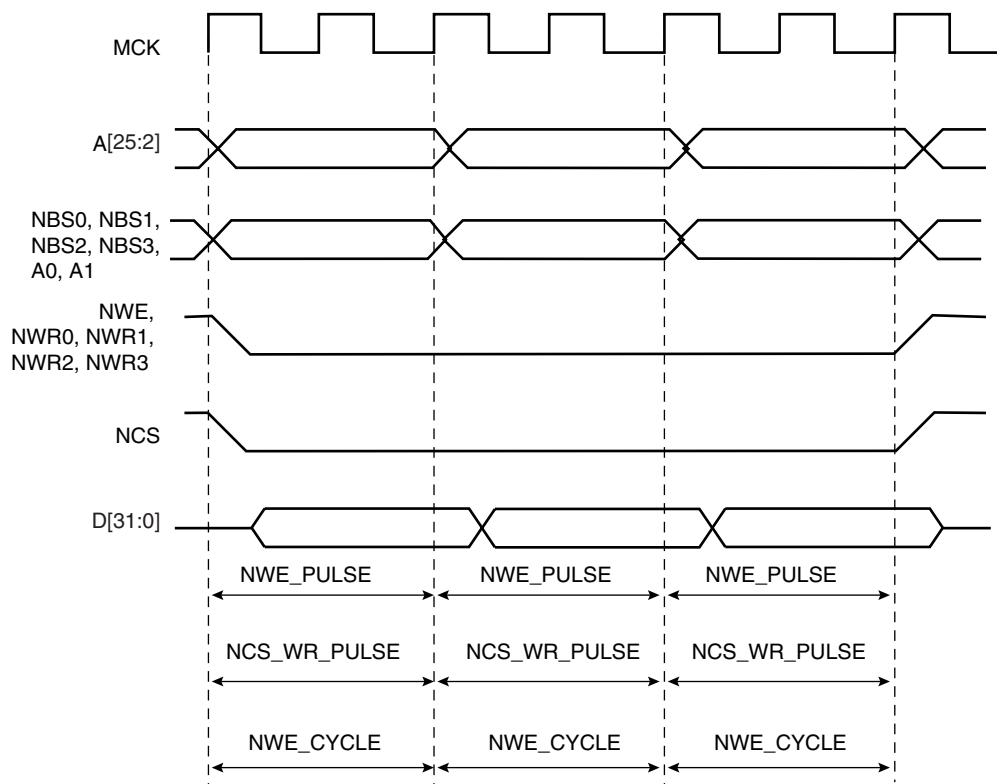 MCK
A[25:2]
NBS0, NBS1,
NBS2, NBS3,
A0, A1
NWE,
NWR0, NWR1,
NWR2, NWR3
NCS
D[31:0]
NWE_PULSE NWE_PULSE NWE_PULSE
NCS_WR_PULSE NCS_WR_PULSE NCS_WR_PULSE
NWE_CYCLE NWE_CYCLE NWE_CYCLE